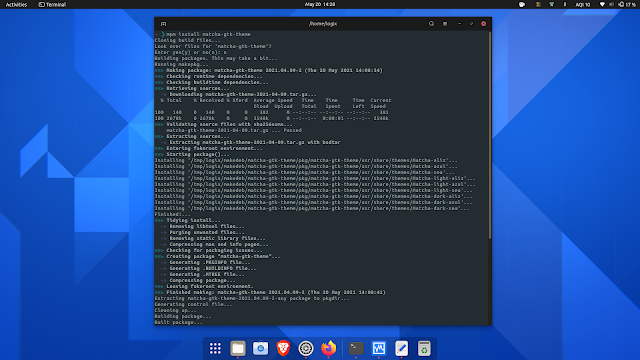 Activities
Terminal
May 20 14:28
AQI 10
17 %
/home/logix
❯ mpm install matcha-gtk-theme
Cloning build files...
Look over files for 'matcha-gtk-theme'?
Enter yes(y) or no(n): n
Building packages. This may take a bit...
Running makepkg...
==> Making package: matcha-gtk-theme 2021.04.09-2 (Thu 20 May 2021 14:00:34)
==> Checking runtime dependencies...
==> Checking buildtime dependencies...
==> Retrieving sources...
-> Downloading matcha-gtk-theme-2021-04-09.tar.gz...
% Total % Received % Xferd Average Speed Time Time Time Current
Dload Upload Total Spent Left Speed
100 140 0 140 0 0 382 0 --:--:-- --:--:-- --:--:-- 381
100 2678k 0 2678k 0 0 1548k 0 --:--:-- 0:00:01 --:--:-- 2548k
==> Validating source files with sha256sums...
matcha-gtk-theme-2021-04-09.tar.gz ... Passed
==> Extracting sources...
-> Extracting matcha-gtk-theme-2021-04-09.tar.gz with bsdtar
==> Entering fakeroot environment...
==> Starting package()...
Installing '/tmp/logix/makedeb/matcha-gtk-theme/pkg/matcha-gtk-theme/usr/share/themes/Matcha-aliz'...
Installing '/tmp/logix/makedeb/matcha-gtk-theme/pkg/matcha-gtk-theme/usr/share/themes/Matcha-azul'...
Installing '/tmp/logix/makedeb/matcha-gtk-theme/pkg/matcha-gtk-theme/usr/share/themes/Matcha-sea'...
Installing '/tmp/logix/makedeb/matcha-gtk-theme/pkg/matcha-gtk-theme/usr/share/themes/Matcha-light-aliz'...
Installing '/tmp/logix/makedeb/matcha-gtk-theme/pkg/matcha-gtk-theme/usr/share/themes/Matcha-light-azul'...
Installing '/tmp/logix/makedeb/matcha-gtk-theme/pkg/matcha-gtk-theme/usr/share/themes/Matcha-light-sea'...
Installing '/tmp/logix/makedeb/matcha-gtk-theme/pkg/matcha-gtk-theme/usr/share/themes/Matcha-dark-aliz'...
Installing '/tmp/logix/makedeb/matcha-gtk-theme/pkg/matcha-gtk-theme/usr/share/themes/Matcha-dark-azul'...
Installing '/tmp/logix/makedeb/matcha-gtk-theme/pkg/matcha-gtk-theme/usr/share/themes/Matcha-dark-sea'...
Finished!...
==> Tidying install...
-> Removing libtool files...
-> Purging unwanted files...
-> Removing static library files...
-> Compressing man and info pages...
==> Checking for packaging issues...
==> Creating package "matcha-gtk-theme"...
-> Generating .PKGINFO file...
-> Generating .BUILDINFO file...
-> Generating .MTREE file...
-> Compressing package...
==> Leaving fakeroot environment.
==> Finished making: matcha-gtk-theme 2021.04.09-2 (Thu 20 May 2021 14:00:41)
Extracting matcha-gtk-theme-2021.04.09-2-any package to pkgdir...
Generating control file...
Cleaning up...
Building package...
Built package...